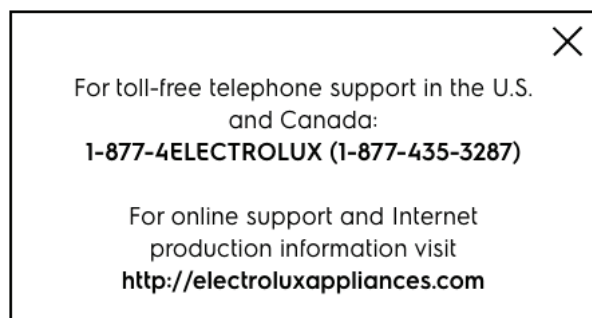 For toll-free telephone support in the U.S.
and Canada:
1-877-4ELECTROLUX (1-877-435-3287)
For online support and Internet
production information visit
http://electroluxappliances.com